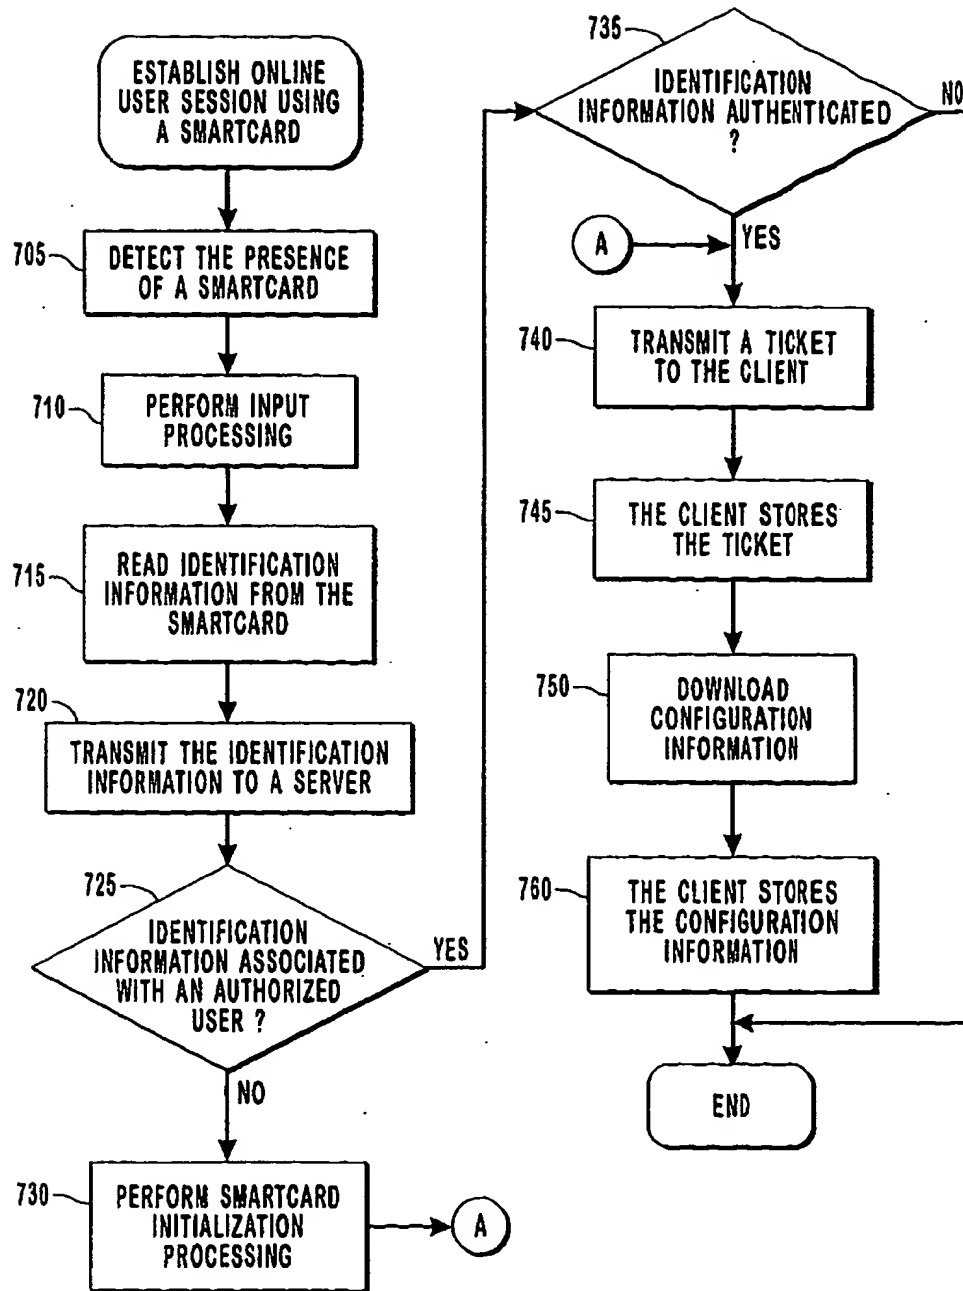 ESTABLISH ONLINE
USER SESSION USING
A SMARTCARD
705
DETECT THE PRESENCE
OF A SMARTCARD
710
PERFORM INPUT
PROCESSING
715
READ IDENTIFICATION
INFORMATION FROM THE
SMARTCARD
720
TRANSMIT THE IDENTIFICATION
INFORMATION TO A SERVER
725
IDENTIFICATION
INFORMATION ASSOCIATED
WITH AN AUTHORIZED
USER ?
YES
NO
730
PERFORM SMARTCARD
INITIALIZATION
PROCESSING
A
735
IDENTIFICATION
INFORMATION AUTHENTICATED
?
NO
YES
A
740
TRANSMIT A TICKET
TO THE CLIENT
745
THE CLIENT STORES
THE TICKET
750
DOWNLOAD
CONFIGURATION
INFORMATION
760
THE CLIENT STORES
THE CONFIGURATION
INFORMATION
END